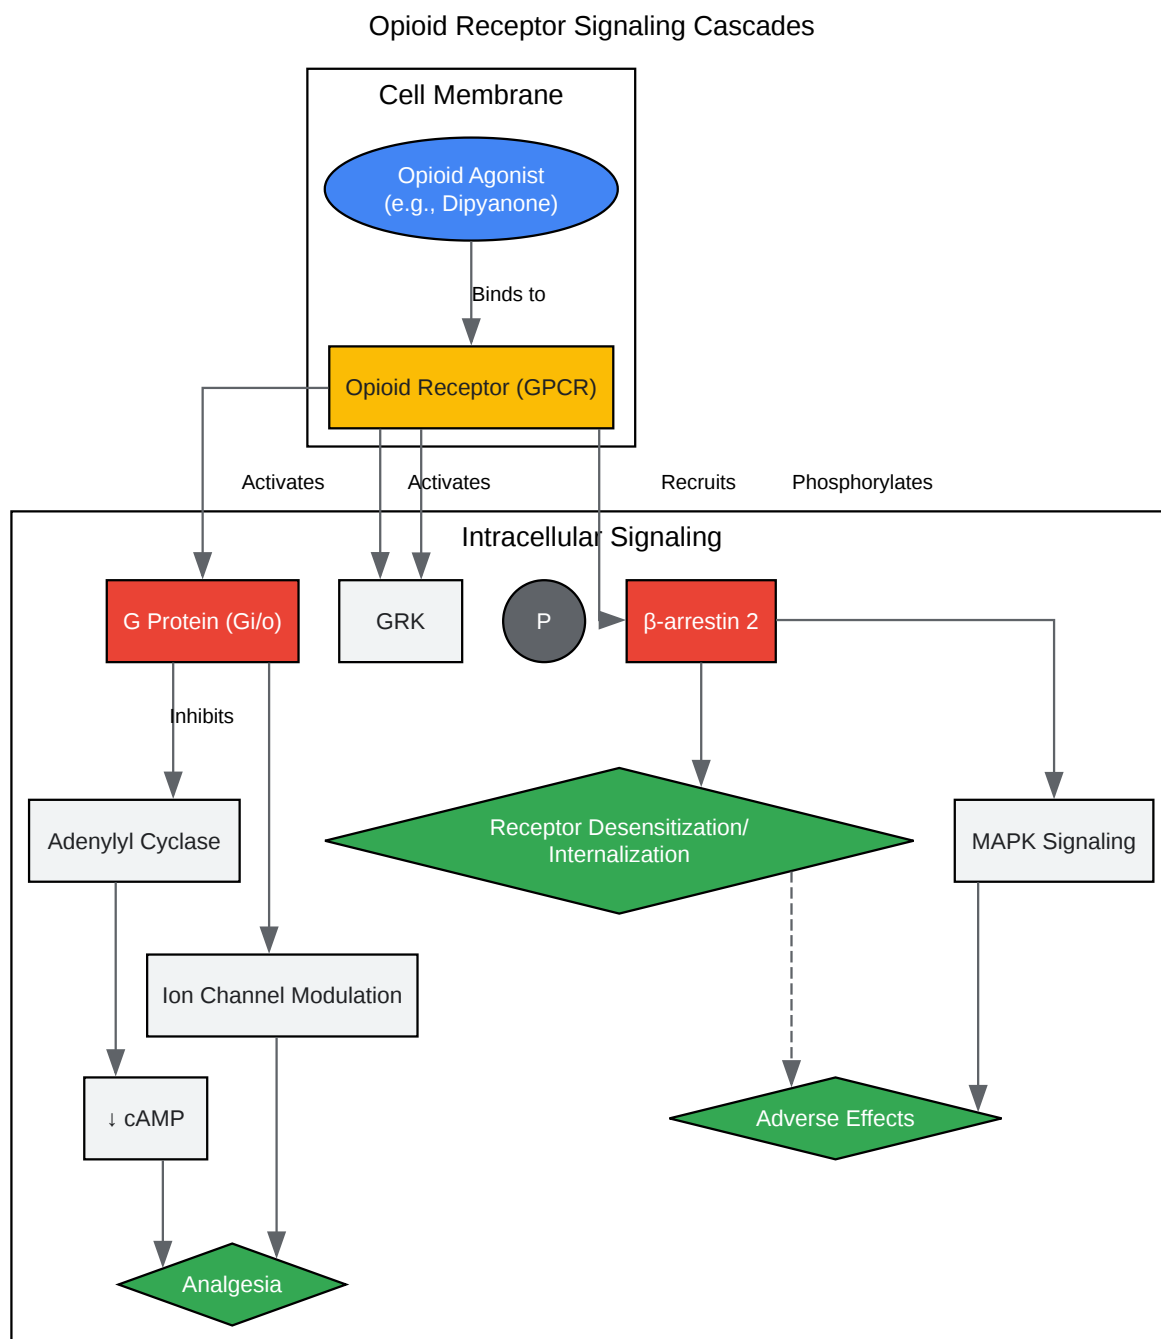 Opioid Receptor Signaling Cascades
Cell Membrane
Opioid Agonist
(e.g., Dipyanone)
Binds to
Opioid Receptor (GPCR)
Activates
Activates
Recruits
Phosphorylates
Intracellular Signaling
G Protein (Gi/o)
GRK
P
β-arrestin 2
Inhibits
Adenylyl Cyclase
Receptor Desensitization/
Internalization
MAPK Signaling
Ion Channel Modulation
↓ cAMP
Adverse Effects
Analgesia